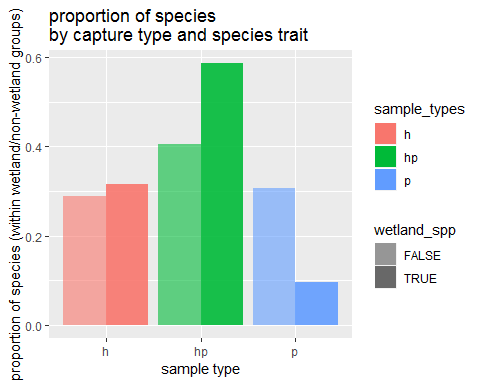 proportion of species
by capture type and species trait
proportion of species (within wetland/non-wetland groups)
0.6
0.4
0.2
0.0
h
hp
p
sample type
sample_types
h
hp
p
wetland_spp
FALSE
TRUE